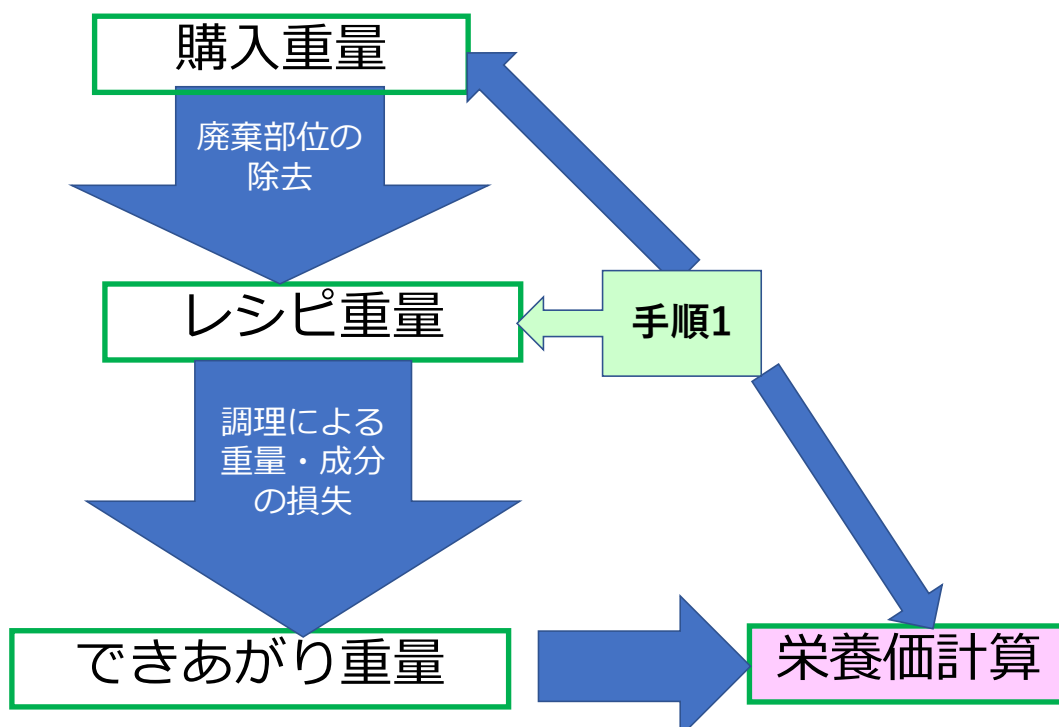 購入重量
廃棄部位の
除去
レシピ重量
手順1
調理による
重量・成分
の損失
できあがり重量
栄養価計算